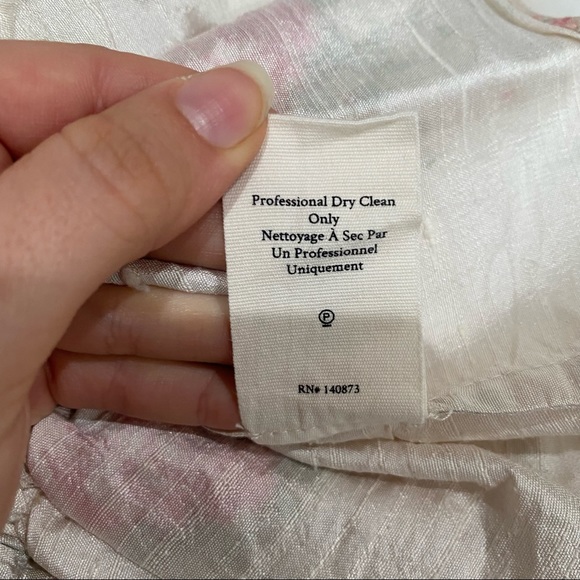 Professional Dry Clean
Only
Nettoyage À Sec Par
Un Professionnel
Uniquement
P
RN# 140873